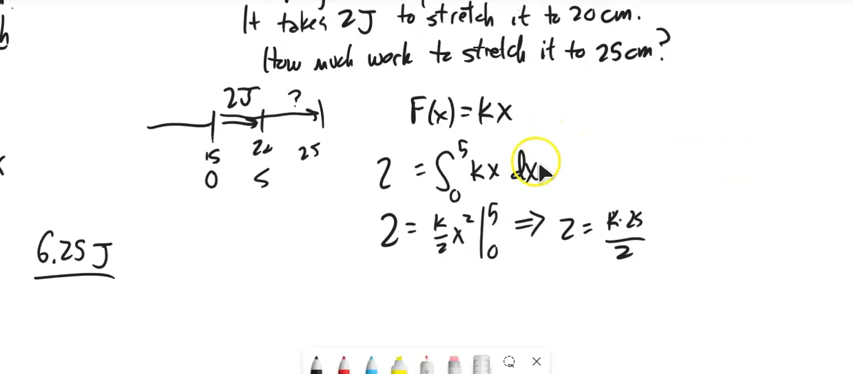 It takes 2J to stretch it to 20cm.
How much work to stretch it to 25cm?
2J ?
15 20 25
0 5
F(x) = kx
2 = ∫₀⁵ kx dx
2 = k/2 x² |₀⁵ ⇒ 2 = k·25/2
6.25 J